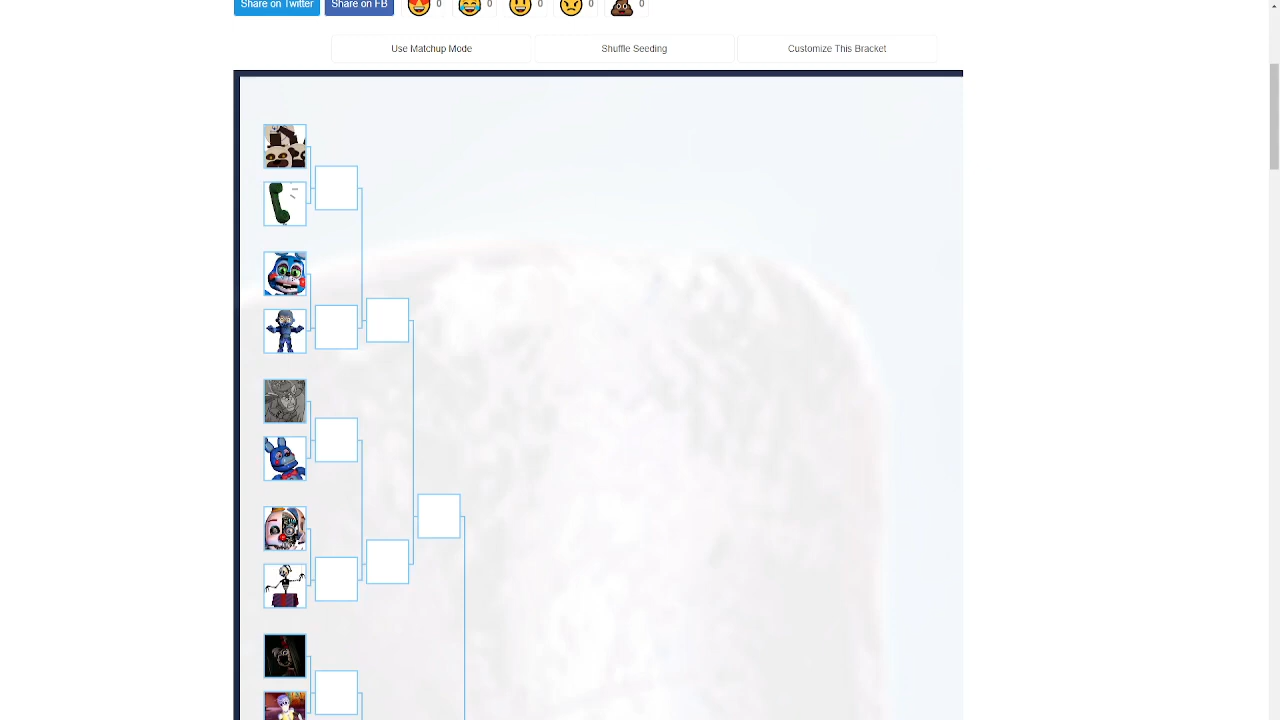 Share on Twitter Share on FB 0 0 0 0 0
Use Matchup Mode Shuffle Seeding Customize This Bracket